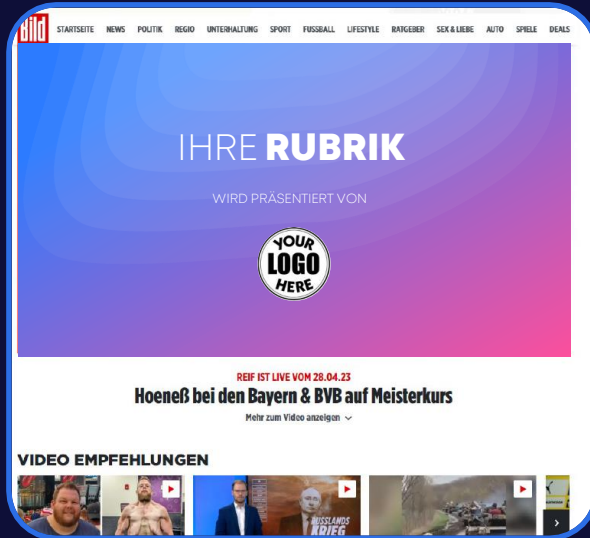 Bild
STARTSEITE NEWS POLITIK REGIO UNTERHALTUNG SPORT FUSSBALL LIFESTYLE RATGEBER SEX & LIEBE AUTO SPIELE DEALS
IHRE RUBRIK
WIRD PRÄSENTIERT VON
YOUR
LOGO
HERE
REIF IST LIVE VOM 28.04.23
Hoeneß bei den Bayern & BVB auf Meisterkurs
Mehr zum Video anzeigen
VIDEO EMPFEHLUNGEN
RUSSLANDS
KRIEG